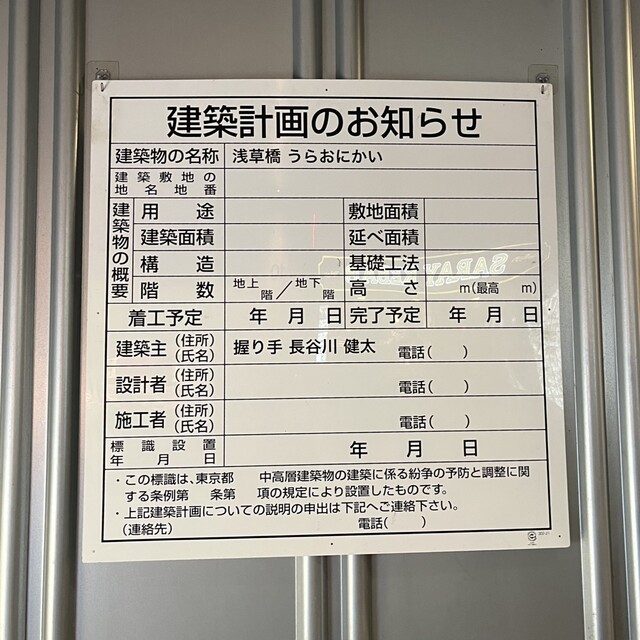 建築計画のお知らせ
建築物の名称 浅草橋 うらおにかい
建築敷地の
地名地番
建築物の概要
用途 敷地面積
建築面積 延べ面積
構造 基礎工法
階数 地上 階/地下 階 高さ m(最高 m)
着工予定 年 月 日 完了予定 年 月 日
建築主 (住所)(氏名) 握り手 長谷川 健太 電話( )
設計者 (住所)(氏名) 電話( )
施工者 (住所)(氏名) 電話( )
標識設置
年 月 日 年 月 日
・この標識は、東京都 中高層建築物の建築に係る紛争の予防と調整に関
する条例第 条第 項の規定により設置したものです。
・上記建築計画についての説明の申出は下記へご連絡下さい。
(連絡先) 電話( )